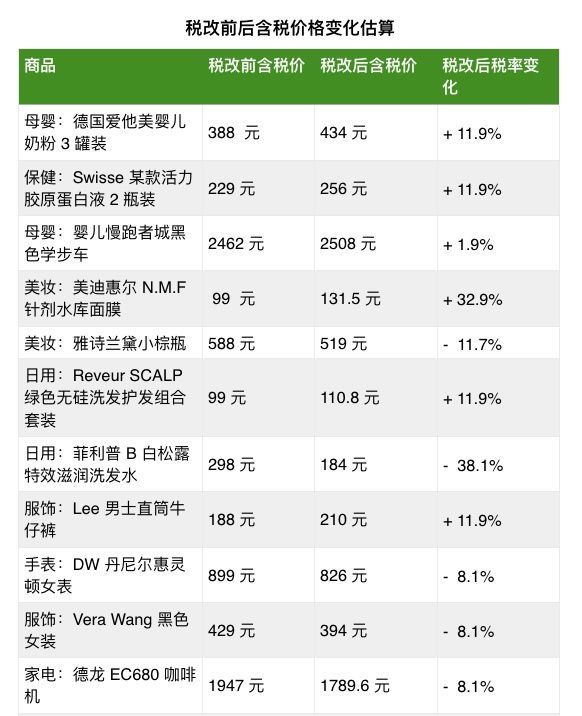 税改前后含税价格变化估算
商品 税改前含税价 税改后含税价 税改后税率变
化
母婴：德国爱他美婴儿
奶粉 3 罐装 388 元 434 元 + 11.9%
保健：Swisse 某款活力
胶原蛋白液 2 瓶装 229 元 256 元 + 11.9%
母婴：婴儿慢跑者城黑
色学步车 2462 元 2508 元 + 1.9%
美妆：美迪惠尔 N.M.F
针剂水库面膜 99 元 131.5 元 + 32.9%
美妆：雅诗兰黛小棕瓶 588 元 519 元 - 11.7%
日用：Reveur SCALP
绿色无硅洗发护发组合 99 元 110.8 元 + 11.9%
套装
日用：菲利普 B 白松露
特效滋润洗发水 298 元 184 元 - 38.1%
服饰：Lee 男士直筒牛
仔裤 188 元 210 元 + 11.9%
手表：DW 丹尼尔惠灵
顿女表 899 元 826 元 - 8.1%
服饰：Vera Wang 黑色
女装 429 元 394 元 - 8.1%
家电：德龙 EC680 咖啡
机 1947 元 1789.6 元 - 8.1%